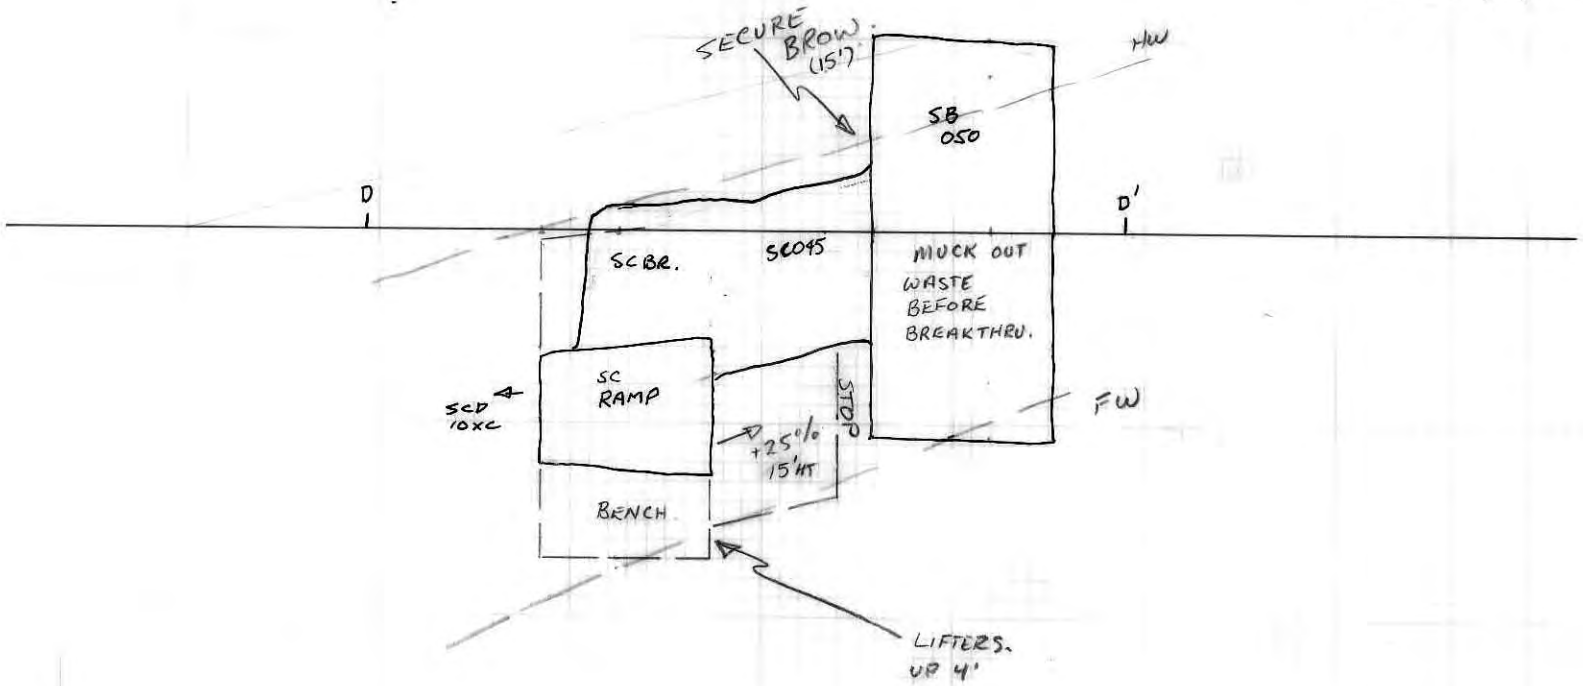 SECURE
BROW
(15')
HW
SB
050
D
D'
SCBR.
SC045
MUCK OUT
WASTE
BEFORE
BREAKTHRU.
SC
RAMP
SCD
10XC
STOP
FW
+25%
15'HT
BENCH
LIFTERS.
UP 4'